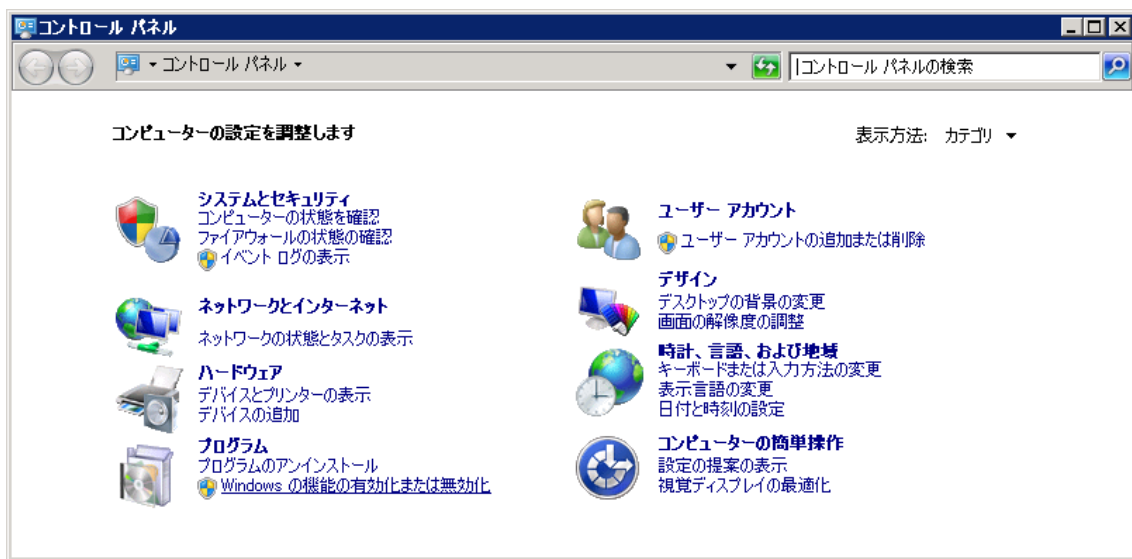 コントロール パネル
コントロール パネル
コントロール パネルの検索
コンピューターの設定を調整します
表示方法: カテゴリ
システムとセキュリティ
コンピューターの状態を確認
ファイアウォールの状態の確認
イベント ログの表示
ネットワークとインターネット
ネットワークの状態とタスクの表示
ハードウェア
デバイスとプリンターの表示
デバイスの追加
プログラム
プログラムのアンインストール
Windows の機能の有効化または無効化
ユーザー アカウント
ユーザー アカウントの追加または削除
デザイン
デスクトップの背景の変更
画面の解像度の調整
時計、言語、および地域
キーボードまたは入力方法の変更
表示言語の変更
日付と時刻の設定
コンピューターの簡単操作
設定の提案の表示
視覚ディスプレイの最適化